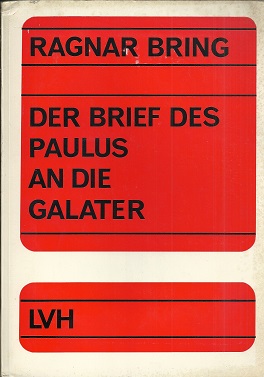 RAGNAR BRING
DER BRIEF DES
PAULUS
AN DIE
GALATER
LVH